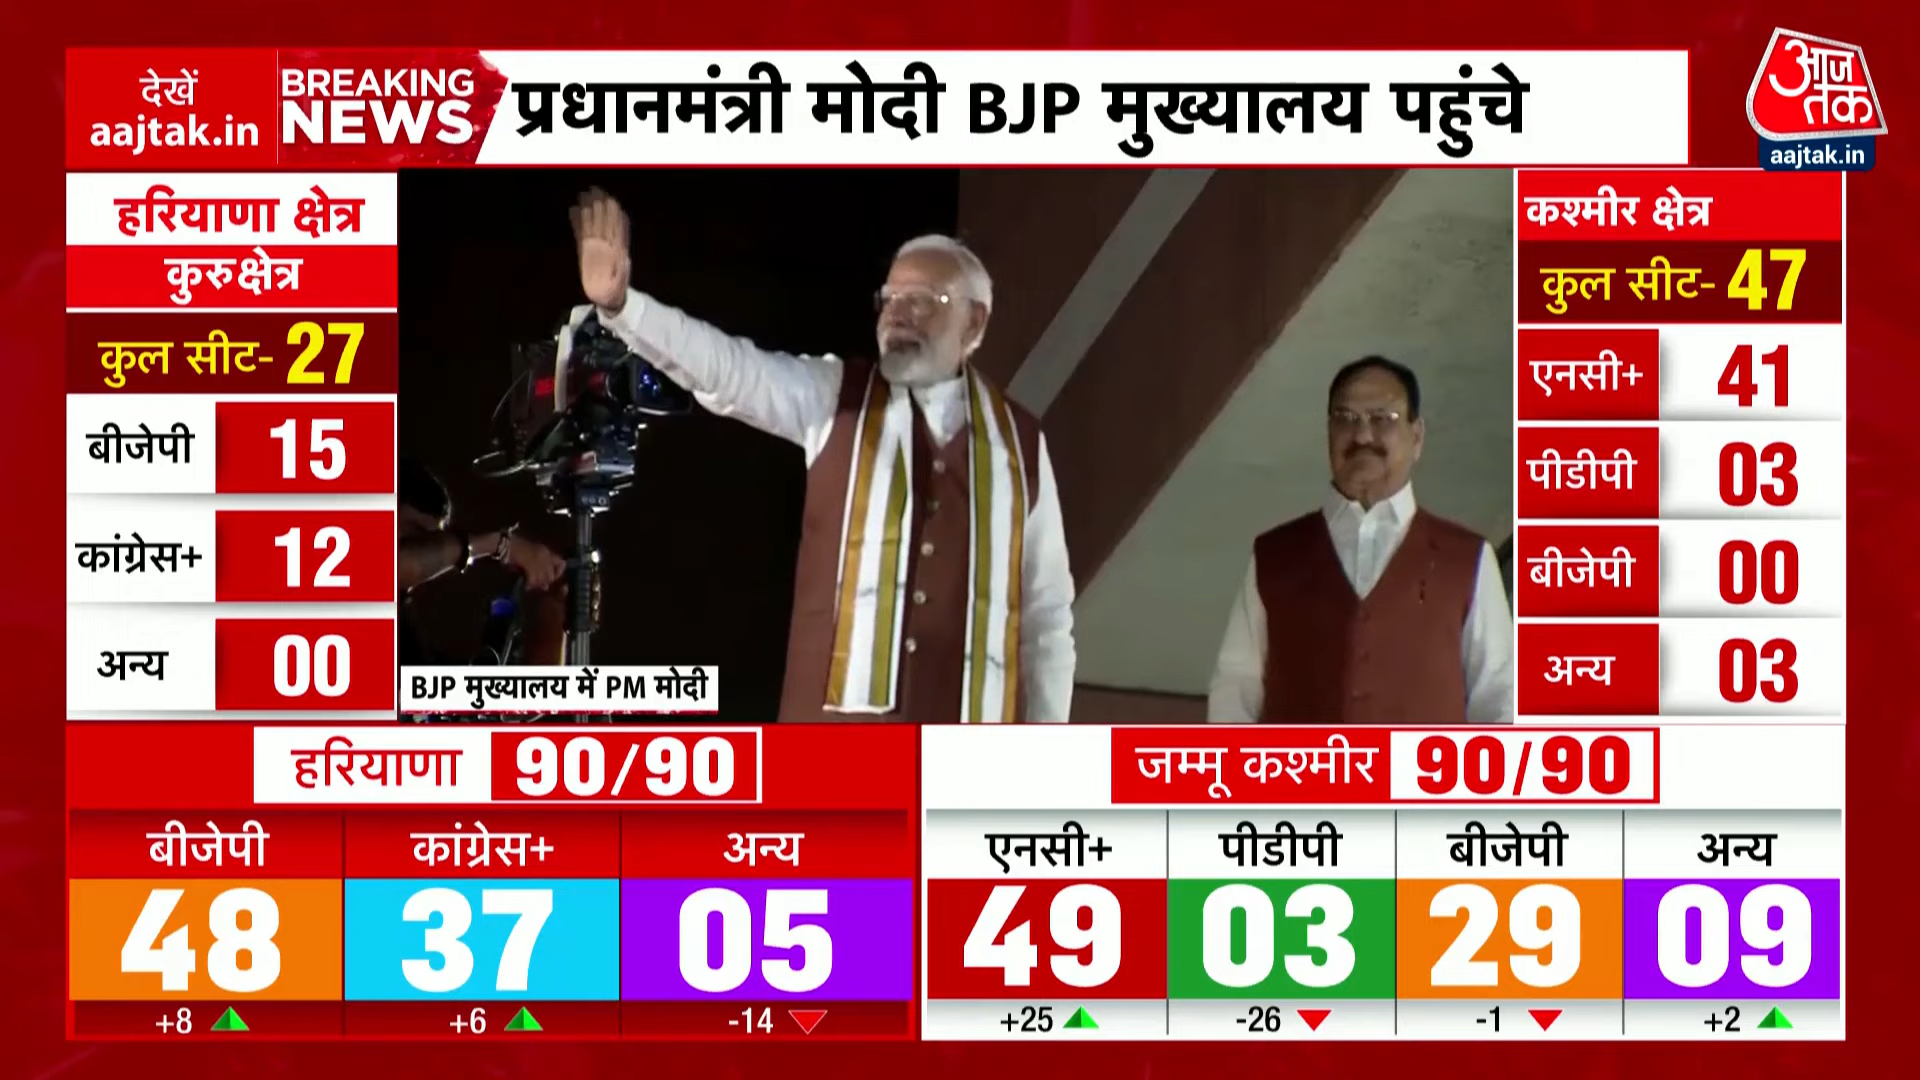 देखें
aajtak.in
BREAKING
NEWS
प्रधानमंत्री मोदी BJP मुख्यालय पहुंचे
आज
तक
aajtak.in
हरियाणा क्षेत्र
कुरुक्षेत्र
कुल सीट- 27
बीजेपी 15
कांग्रेस+ 12
अन्य 00
कश्मीर क्षेत्र
कुल सीट- 47
एनसी+ 41
पीडीपी 03
बीजेपी 00
अन्य 03
BJP मुख्यालय में PM मोदी
हरियाणा 90/90
बीजेपी कांग्रेस+ अन्य
48 37 05
+8 +6 -14
जम्मू कश्मीर 90/90
एनसी+ पीडीपी बीजेपी अन्य
49 03 29 09
+25 -26 -1 +2